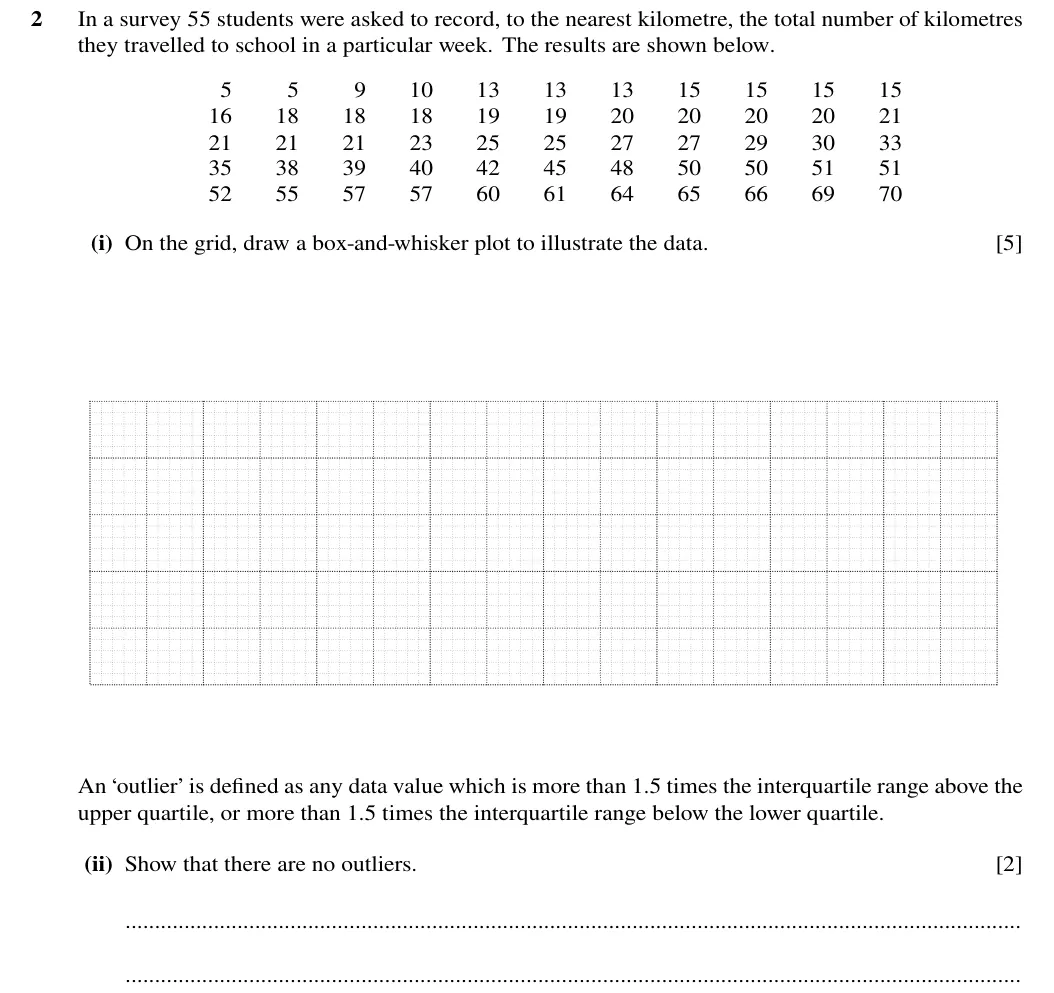 2 In a survey 55 students were asked to record, to the nearest kilometre, the total number of kilometres
they travelled to school in a particular week. The results are shown below.
5 5 9 10 13 13 13 15 15 15 15
16 18 18 18 19 19 20 20 20 20 21
21 21 21 23 25 25 27 27 29 30 33
35 38 39 40 42 45 48 50 50 51 51
52 55 57 57 60 61 64 65 66 69 70
(i) On the grid, draw a box-and-whisker plot to illustrate the data. [5]
An ‘outlier’ is defined as any data value which is more than 1.5 times the interquartile range above the
upper quartile, or more than 1.5 times the interquartile range below the lower quartile.
(ii) Show that there are no outliers. [2]